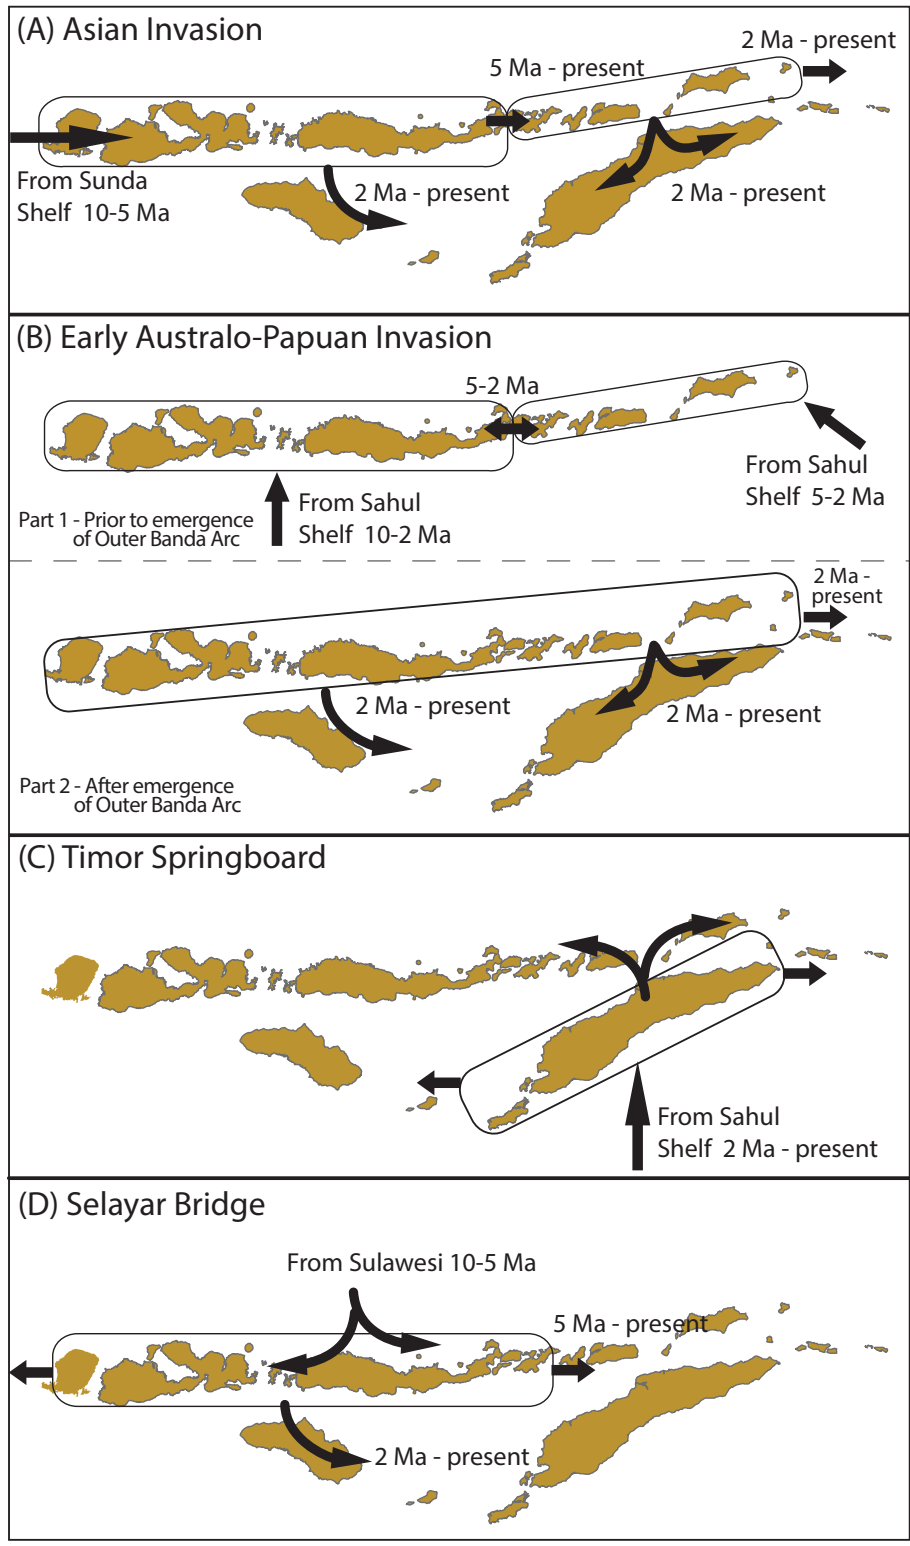 (A) Asian Invasion
2 Ma - present
5 Ma - present
From Sunda
Shelf 10-5 Ma
2 Ma - present
2 Ma - present
(B) Early Australo-Papuan Invasion
5-2 Ma
From Sahul
Shelf 5-2 Ma
From Sahul
Shelf 10-2 Ma
Part 1 - Prior to emergence
of Outer Banda Arc
2 Ma -
present
2 Ma - present
2 Ma - present
Part 2 - After emergence
of Outer Banda Arc
(C) Timor Springboard
From Sahul
Shelf 2 Ma - present
(D) Selayar Bridge
From Sulawesi 10-5 Ma
5 Ma - present
2 Ma - present